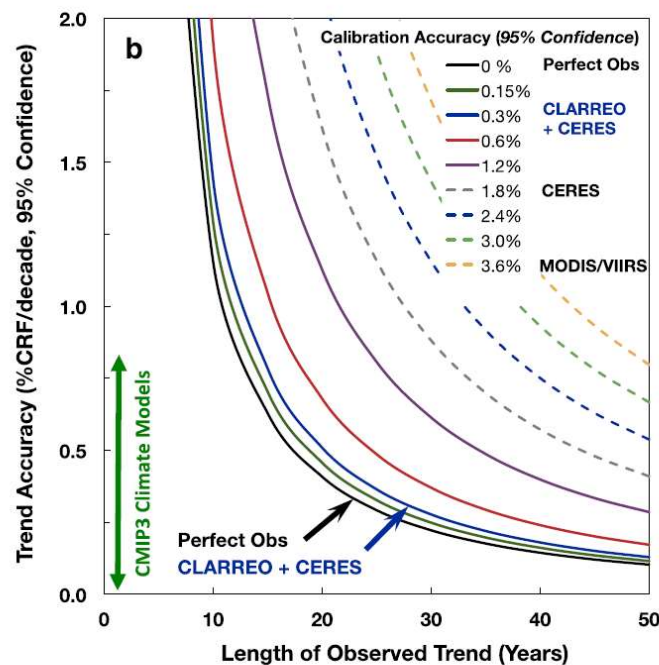 b
Calibration Accuracy (95% Confidence)
0 % Perfect Obs
0.15%
0.3% CLARREO
+ CERES
0.6%
1.2%
1.8% CERES
2.4%
3.0%
3.6% MODIS/VIIRS
Trend Accuracy (%CRF/decade, 95% Confidence)
2.0
1.5
1.0
0.5
0.0
CMIP3 Climate Models
Perfect Obs
CLARREO + CERES
0 10 20 30 40 50
Length of Observed Trend (Years)